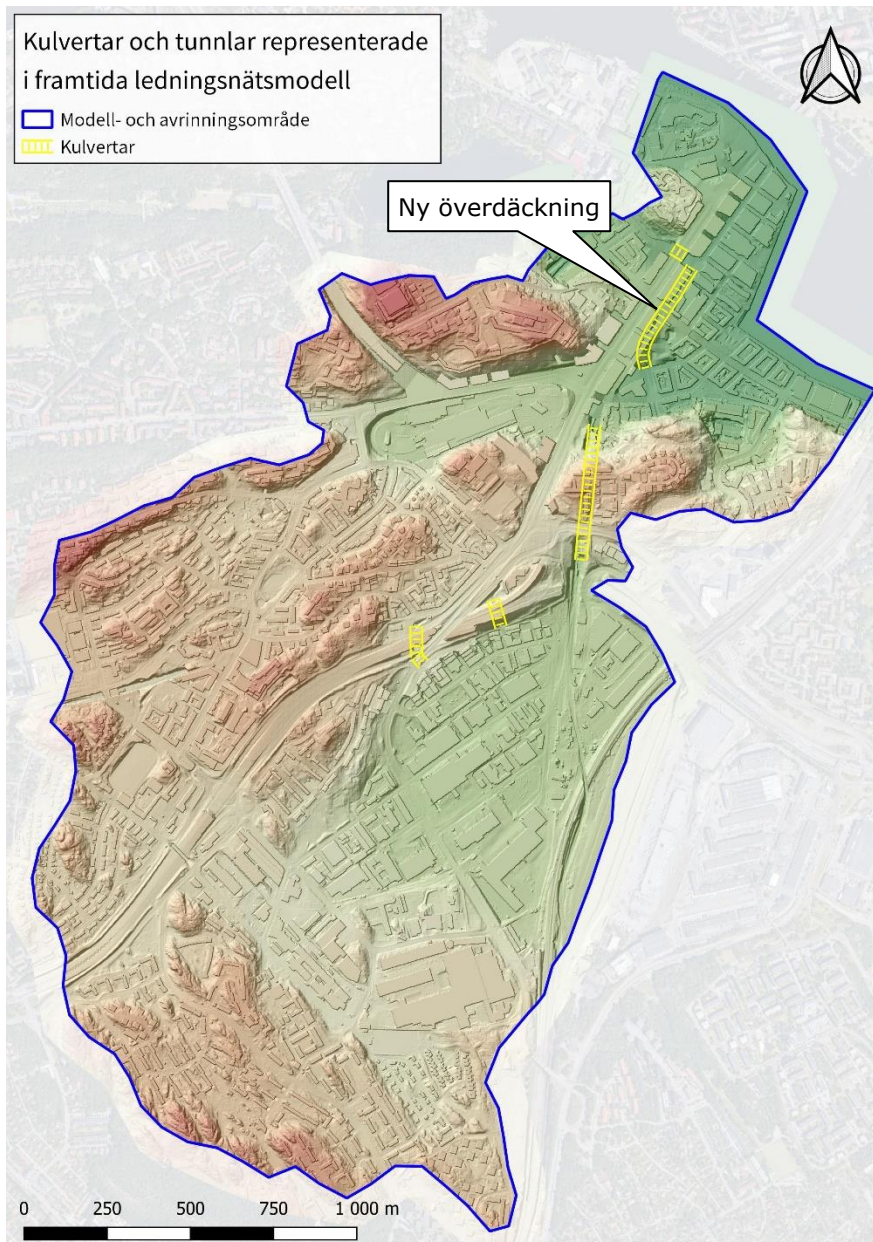 Kulvertar och tunnlar representerade
i framtida ledningsnätsmodell
Modell- och avrinningsområde
Kulvertar
Ny överdäckning
0 250 500 750 1 000 m